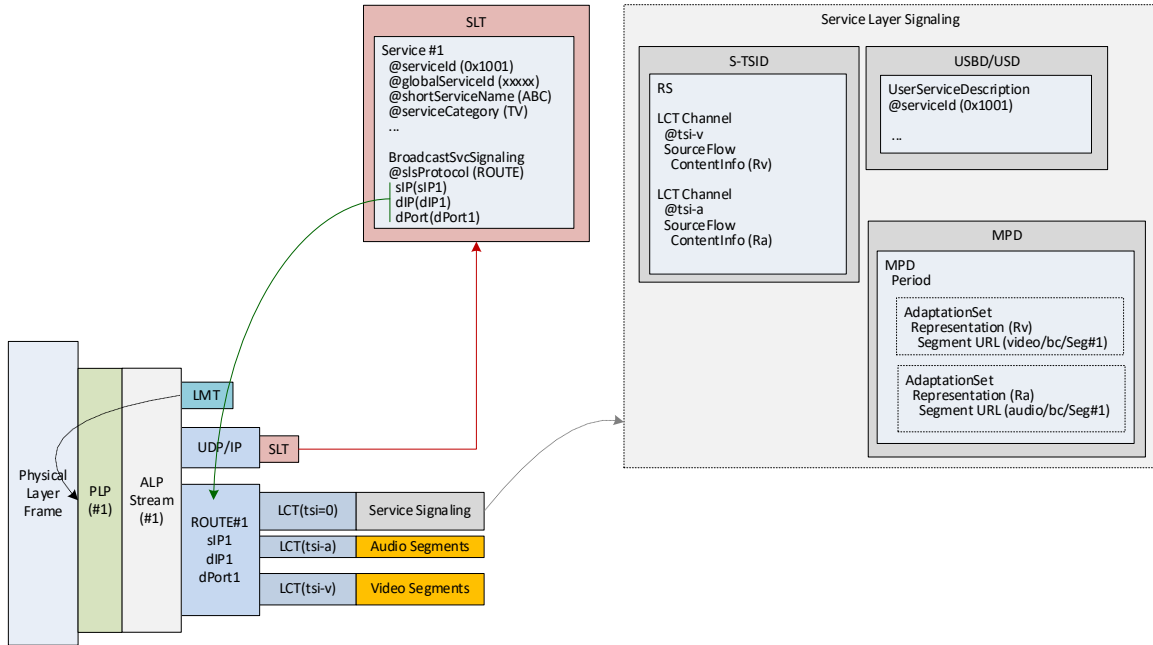 SLT
Service #1
@serviceId (0x1001)
@globalServiceId (xxxxx)
@shortServiceName (ABC)
@serviceCategory (TV)
...
BroadcastSvcSignaling
@slsProtocol (ROUTE)
sIP(sIP1)
dIP(dIP1)
dPort(dPort1)
Service Layer Signaling
S-TSID
RS
LCT Channel
@tsi-v
SourceFlow
ContentInfo (Rv)
LCT Channel
@tsi-a
SourceFlow
ContentInfo (Ra)
USBD/USD
UserServiceDescription
@serviceId (0x1001)
...
MPD
MPD
Period
AdaptationSet
Representation (Rv)
Segment URL (video/bc/Seg#1)
AdaptationSet
Representation (Ra)
Segment URL (audio/bc/Seg#1)
Physical
Layer
Frame
PLP
(#1)
ALP
Stream
(#1)
LMT
UDP/IP
SLT
ROUTE#1
sIP1
dIP1
dPort1
LCT(tsi=0)
Service Signaling
LCT(tsi-a)
Audio Segments
LCT(tsi-v)
Video Segments